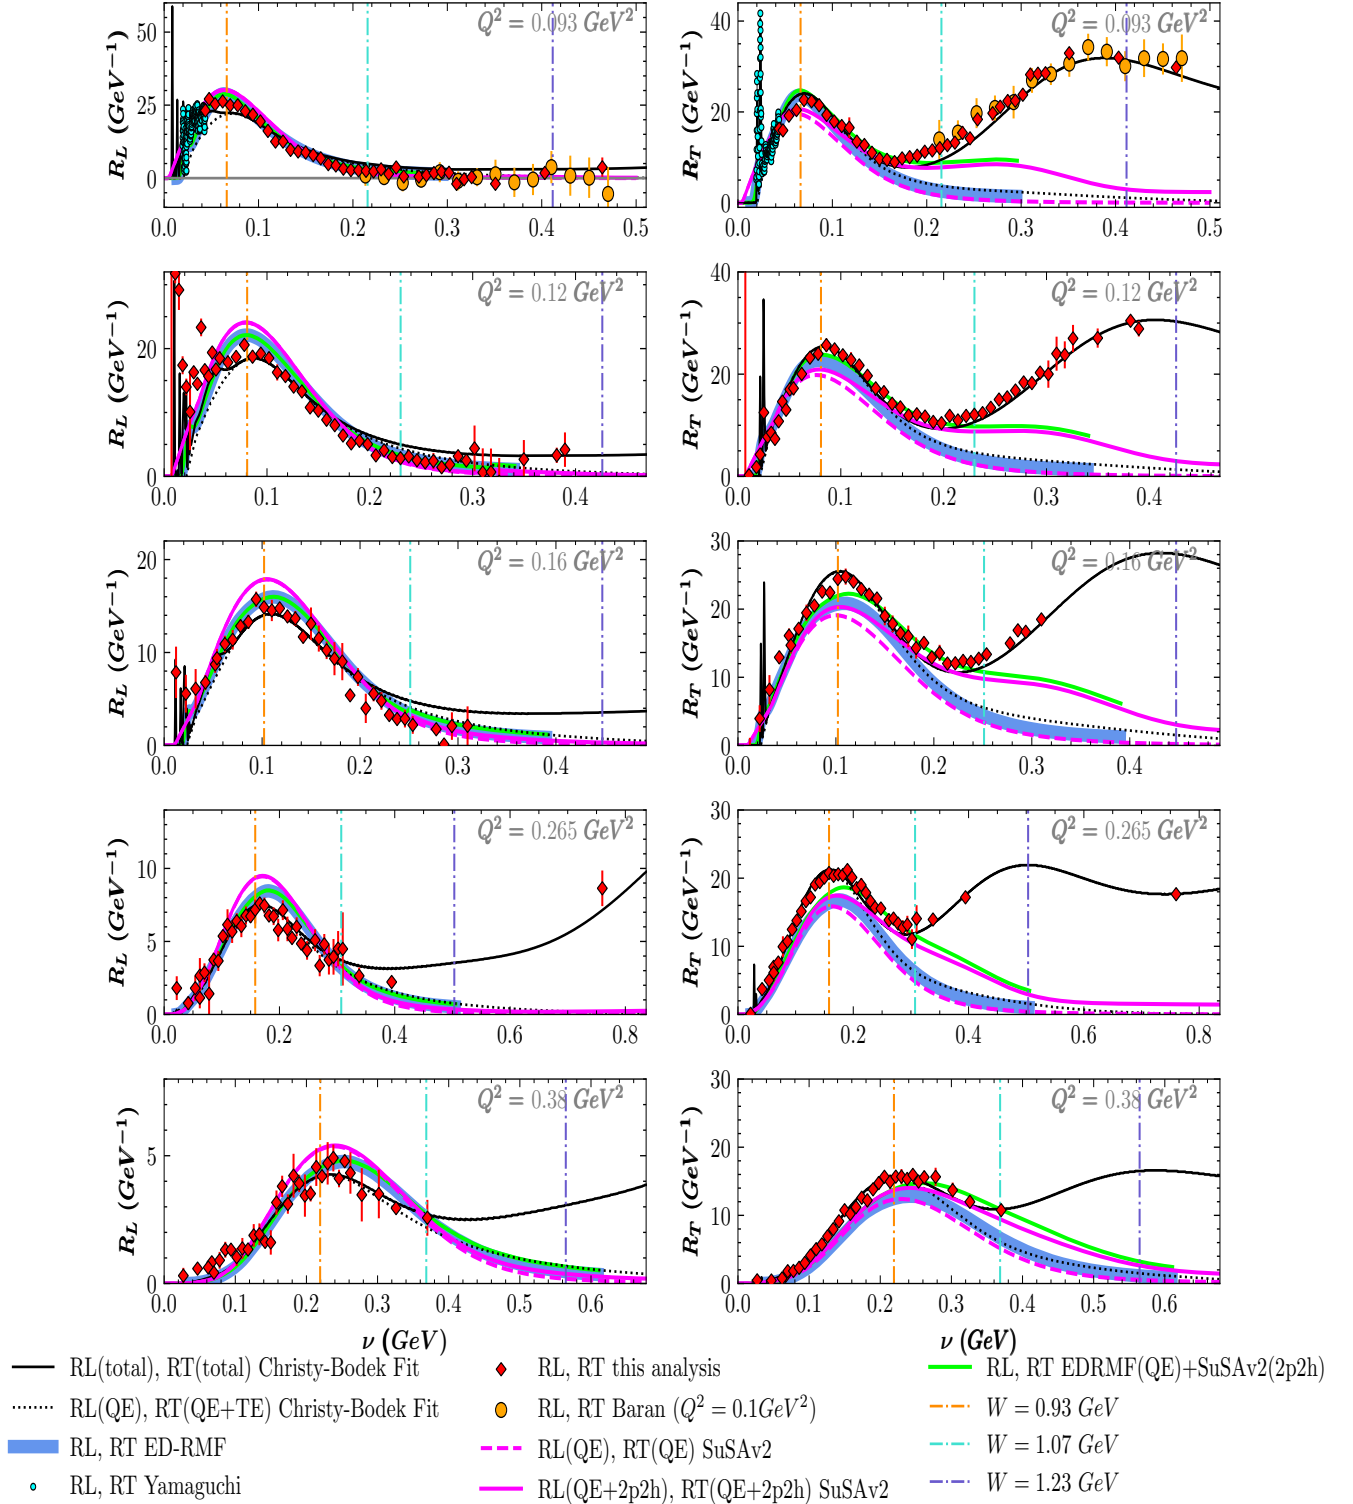 Q² = 0.093 GeV²
R_L (GeV⁻¹)
50
25
0
0.0 0.1 0.2 0.3 0.4 0.5
Q² = 0.093 GeV²
R_T (GeV⁻¹)
40
20
0
0.0 0.1 0.2 0.3 0.4 0.5
Q² = 0.12 GeV²
R_L (GeV⁻¹)
20
0
0.0 0.1 0.2 0.3 0.4
Q² = 0.12 GeV²
R_T (GeV⁻¹)
40
20
0
0.0 0.1 0.2 0.3 0.4
Q² = 0.16 GeV²
R_L (GeV⁻¹)
20
10
0
0.0 0.1 0.2 0.3 0.4
Q² = 0.16 GeV²
R_T (GeV⁻¹)
30
20
10
0
0.0 0.1 0.2 0.3 0.4
Q² = 0.265 GeV²
R_L (GeV⁻¹)
10
5
0
0.0 0.2 0.4 0.6 0.8
Q² = 0.265 GeV²
R_T (GeV⁻¹)
30
20
10
0
0.0 0.2 0.4 0.6 0.8
Q² = 0.38 GeV²
R_L (GeV⁻¹)
5
0
0.0 0.1 0.2 0.3 0.4 0.5 0.6
ν (GeV)
Q² = 0.38 GeV²
R_T (GeV⁻¹)
30
20
10
0
0.0 0.1 0.2 0.3 0.4 0.5 0.6
ν (GeV)
RL(total), RT(total) Christy-Bodek Fit
RL(QE), RT(QE+TE) Christy-Bodek Fit
RL, RT ED-RMF
RL, RT Yamaguchi
RL, RT this analysis
RL, RT Baran (Q² = 0.1GeV²)
RL(QE), RT(QE) SuSAv2
RL(QE+2p2h), RT(QE+2p2h) SuSAv2
RL, RT EDRMF(QE)+SuSAv2(2p2h)
W = 0.93 GeV
W = 1.07 GeV
W = 1.23 GeV